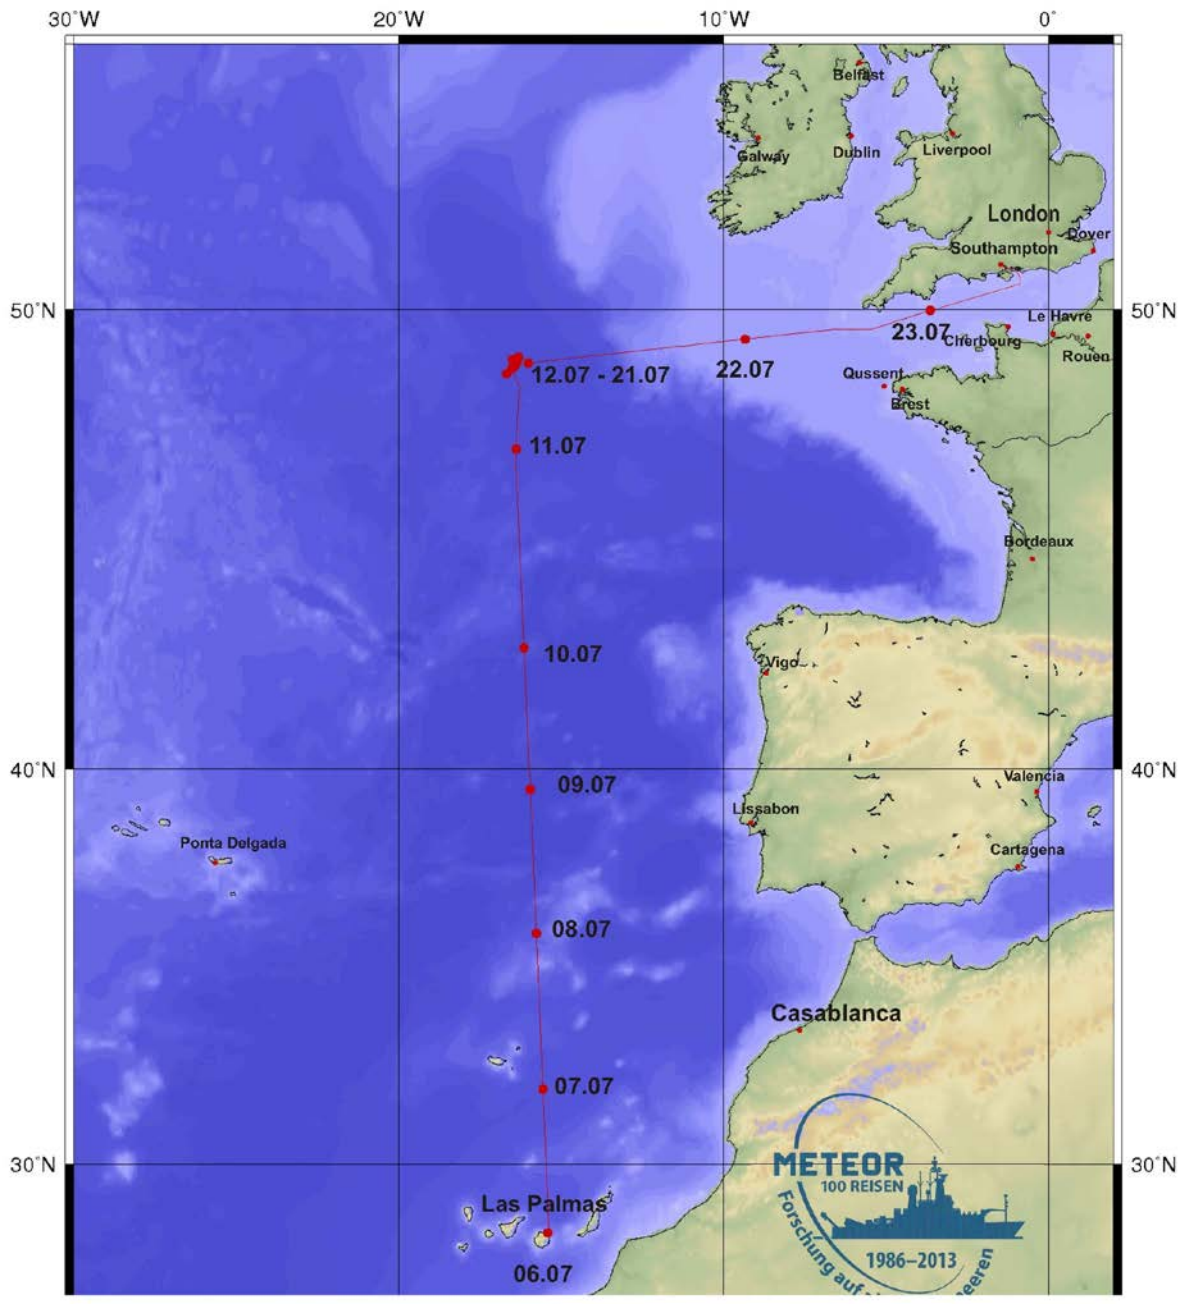 30°W 20°W 10°W 0°
Belfast
Galway
Dublin
Liverpool
London
Dover
Southampton
50°N 50°N
Le Havre
23.07
Cherbourg
Rouen
22.07
12.07 - 21.07
Qussent
Brest
11.07
Bordeaux
10.07
Vigo
40°N 40°N
Valencia
09.07
Lissabon
Ponta Delgada
Cartagena
08.07
Casablanca
07.07
METEOR
30°N 30°N
100 REISEN
Las Palmas
1986–2013
Forschung auf
06.07